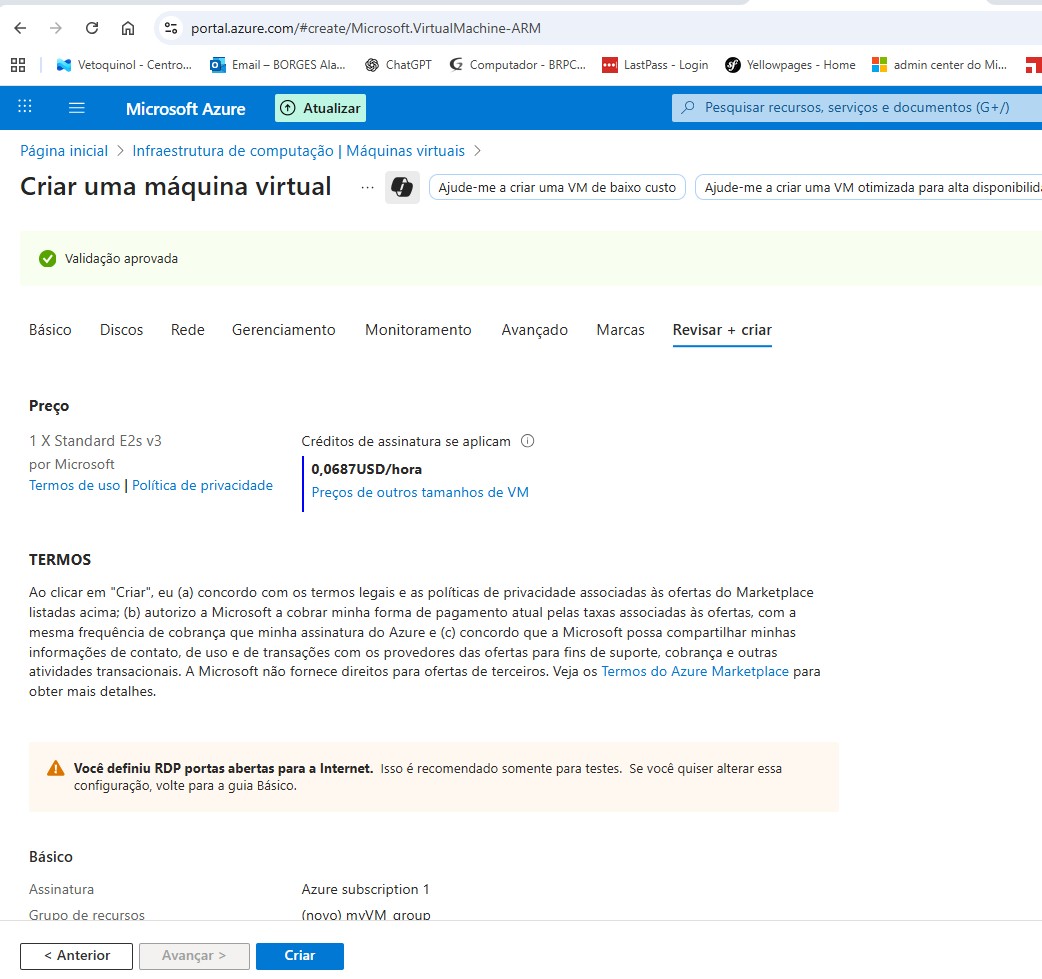 portal.azure.com/#create/Microsoft.VirtualMachine-ARM
Vetoquinol - Centro... Email – BORGES Ala... ChatGPT Computador - BRPC... LastPass - Login Yellowpages - Home admin center do Mi...
Microsoft Azure Atualizar Pesquisar recursos, serviços e documentos (G+/)
Página inicial > Infraestrutura de computação | Máquinas virtuais >
Criar uma máquina virtual ... Ajude-me a criar uma VM de baixo custo Ajude-me a criar uma VM otimizada para alta disponibilid
Validação aprovada
Básico Discos Rede Gerenciamento Monitoramento Avançado Marcas Revisar + criar
Preço
1 X Standard E2s v3 Créditos de assinatura se aplicam
por Microsoft 0,0687USD/hora
Termos de uso | Política de privacidade Preços de outros tamanhos de VM
TERMOS
Ao clicar em "Criar", eu (a) concordo com os termos legais e as políticas de privacidade associadas às ofertas do Marketplace
listadas acima; (b) autorizo a Microsoft a cobrar minha forma de pagamento atual pelas taxas associadas às ofertas, com a
mesma frequência de cobrança que minha assinatura do Azure e (c) concordo que a Microsoft possa compartilhar minhas
informações de contato, de uso e de transações com os provedores das ofertas para fins de suporte, cobrança e outras
atividades transacionais. A Microsoft não fornece direitos para ofertas de terceiros. Veja os Termos do Azure Marketplace para
obter mais detalhes.
Você definiu RDP portas abertas para a Internet. Isso é recomendado somente para testes. Se você quiser alterar essa
configuração, volte para a guia Básico.
Básico
Assinatura Azure subscription 1
Grupo de recursos (novo) myVM_group
< Anterior Avançar > Criar